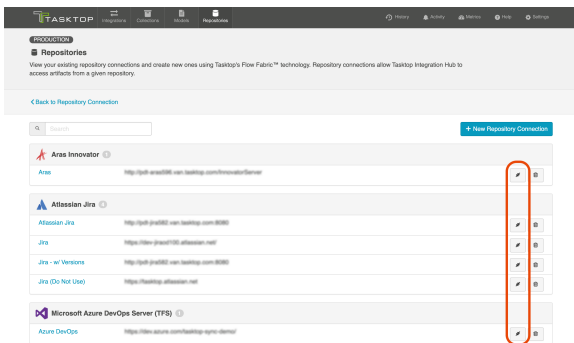 TASKTOP
Integrations
Collections
Models
Repositories
History
Activity
Metrics
Help
Settings
PRODUCTION
Repositories
View your existing repository connections and create new ones using Tasktop's Flow Fabric™ technology. Repository connections allow Tasktop Integration Hub to
access artifacts from a given repository.
Back to Repository Connection
Search
+ New Repository Connection
Aras Innovator 1
Aras
Atlassian Jira 4
Atlassian Jira
Jira
Jira - w/ Versions
Jira (Do Not Use)
Microsoft Azure DevOps Server (TFS) 1
Azure DevOps